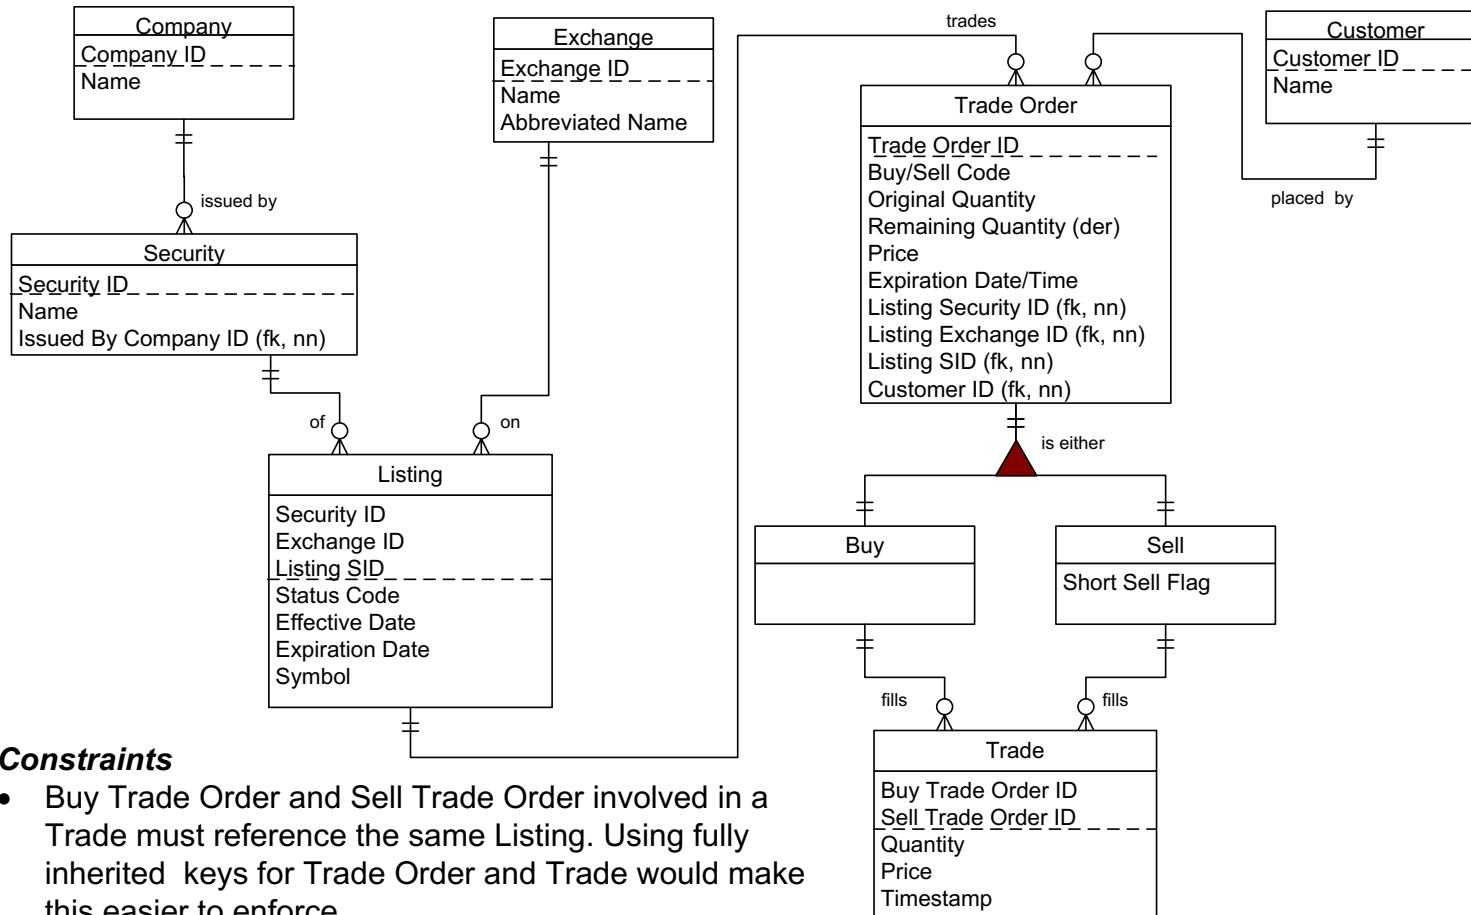 Company
Company ID
Name
Exchange
Exchange ID
Name
Abbreviated Name
trades
Customer
Customer ID
Name
placed by
issued by
Security
Security ID
Name
Issued By Company ID (fk, nn)
Trade Order
Trade Order ID
Buy/Sell Code
Original Quantity
Remaining Quantity (der)
Price
Expiration Date/Time
Listing Security ID (fk, nn)
Listing Exchange ID (fk, nn)
Listing SID (fk, nn)
Customer ID (fk, nn)
of
on
is either
Listing
Security ID
Exchange ID
Listing SID
Status Code
Effective Date
Expiration Date
Symbol
Buy
Sell
Short Sell Flag
fills
fills
Trade
Buy Trade Order ID
Sell Trade Order ID
Quantity
Price
Timestamp
Constraints
• Buy Trade Order and Sell Trade Order involved in a
Trade must reference the same Listing. Using fully
inherited keys for Trade Order and Trade would make
this easier to enforce